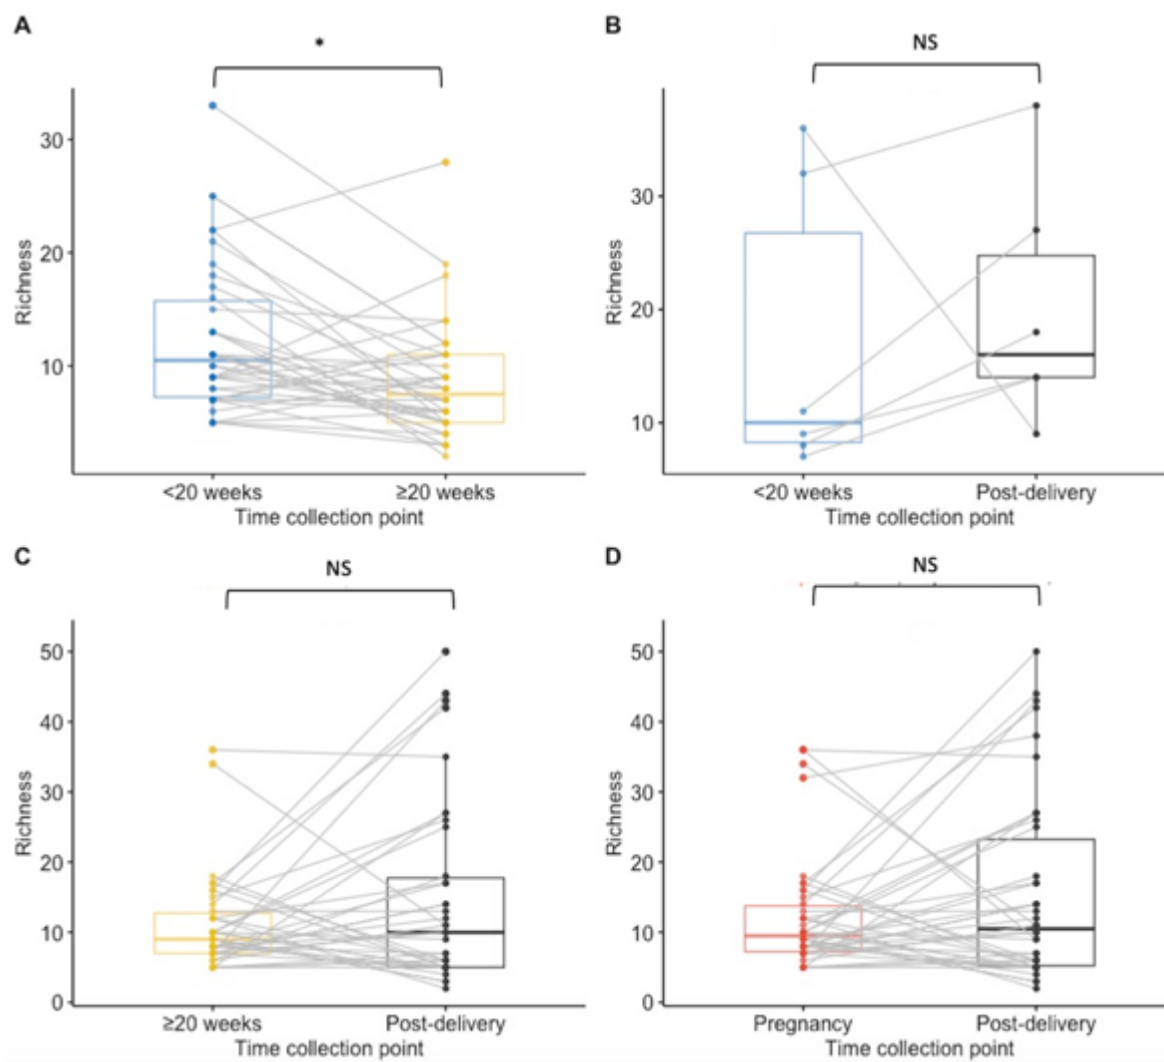 A
*
Richness
30
20
10
<20 weeks
≥20 weeks
Time collection point
B
NS
Richness
30
20
10
<20 weeks
Post-delivery
Time collection point
C
NS
Richness
50
40
30
20
10
0
≥20 weeks
Post-delivery
Time collection point
D
NS
Richness
50
40
30
20
10
0
Pregnancy
Post-delivery
Time collection point